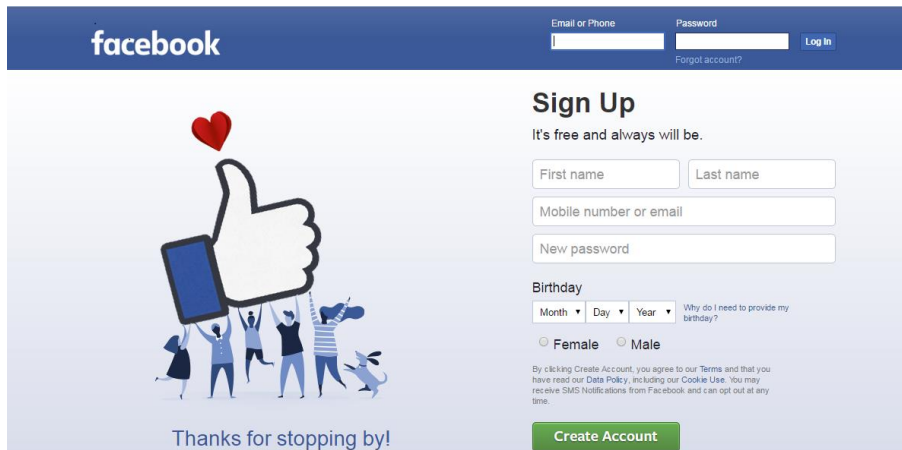 facebook
Email or Phone
Password
Log In
Forgot account?
Sign Up
It's free and always will be.
First name
Last name
Mobile number or email
New password
Birthday
Month
Day
Year
Why do I need to provide my
birthday?
Female
Male
By clicking Create Account, you agree to our Terms and that you
have read our Data Policy, including our Cookie Use. You may
receive SMS Notifications from Facebook and can opt out at any
time.
Create Account
Thanks for stopping by!